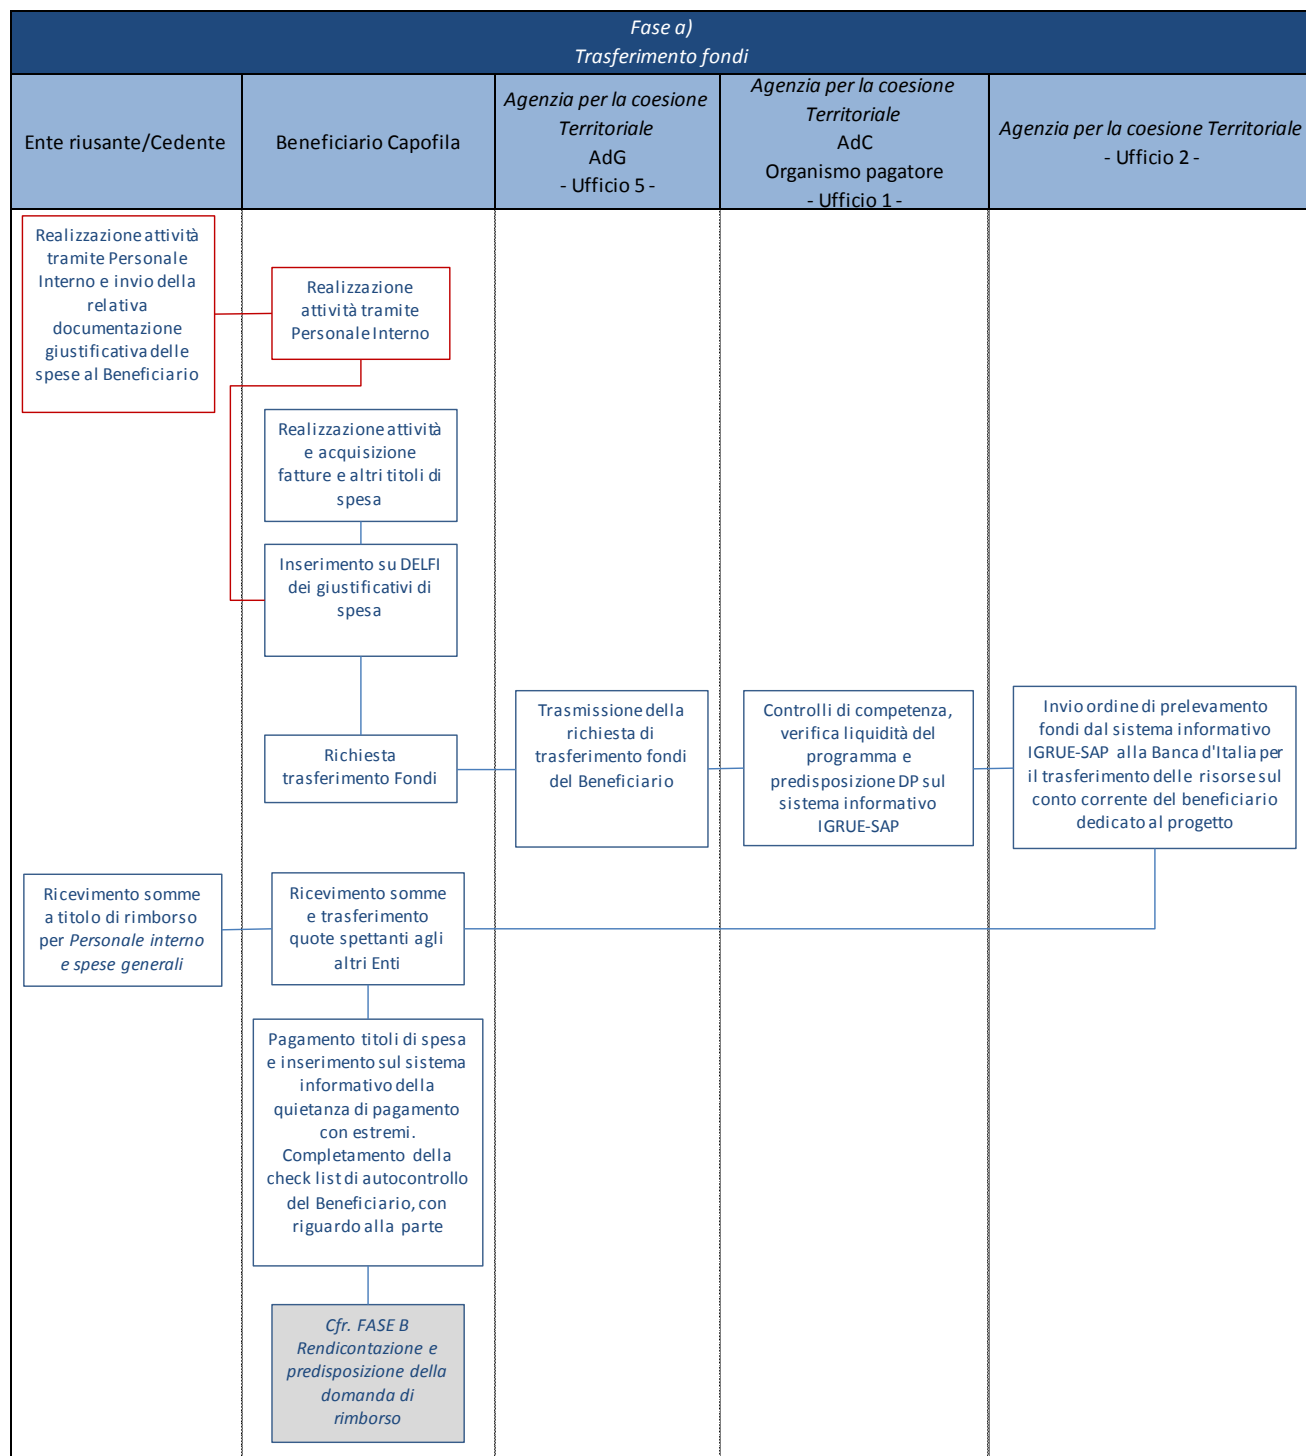 Fase a)
Trasferimento fondi
Ente riusante/Cedente
Beneficiario Capofila
Agenzia per la coesione
Territoriale
AdG
- Ufficio 5 -
Agenzia per la coesione
Territoriale
AdC
Organismo pagatore
- Ufficio 1 -
Agenzia per la coesione Territoriale
- Ufficio 2 -
Realizzazione attività
tramite Personale
Interno e invio della
relativa
documentazione
giustificativa delle
spese al Beneficiario
Realizzazione
attività tramite
Personale Interno
Realizzazione attività
e acquisizione
fatture e altri titoli di
spesa
Inserimento su DELFI
dei giustificativi di
spesa
Richiesta
trasferimento Fondi
Trasmissione della
richiesta di
trasferimento fondi
del Beneficiario
Controlli di competenza,
verifica liquidità del
programma e
predisposizione DP sul
sistema informativo
IGRUE-SAP
Invio ordine di prelevamento
fondi dal sistema informativo
IGRUE-SAP alla Banca d'Italia per
il trasferimento delle risorse sul
conto corrente del beneficiario
dedicato al progetto
Ricevimento somme
a titolo di rimborso
per Personale interno
e spese generali
Ricevimento somme
e trasferimento
quote spettanti agli
altri Enti
Pagamento titoli di spesa
e inserimento sul sistema
informativo della
quietanza di pagamento
con estremi.
Completamento della
check list di autocontrollo
del Beneficiario, con
riguardo alla parte
Cfr. FASE B
Rendicontazione e
predisposizione della
domanda di
rimborso